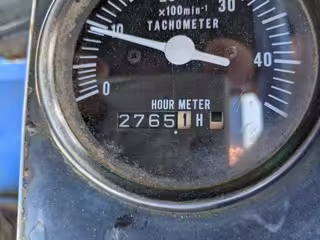 30
10
TACHOMETER
×100min⁻¹
40
0
HOUR METER
27651 H